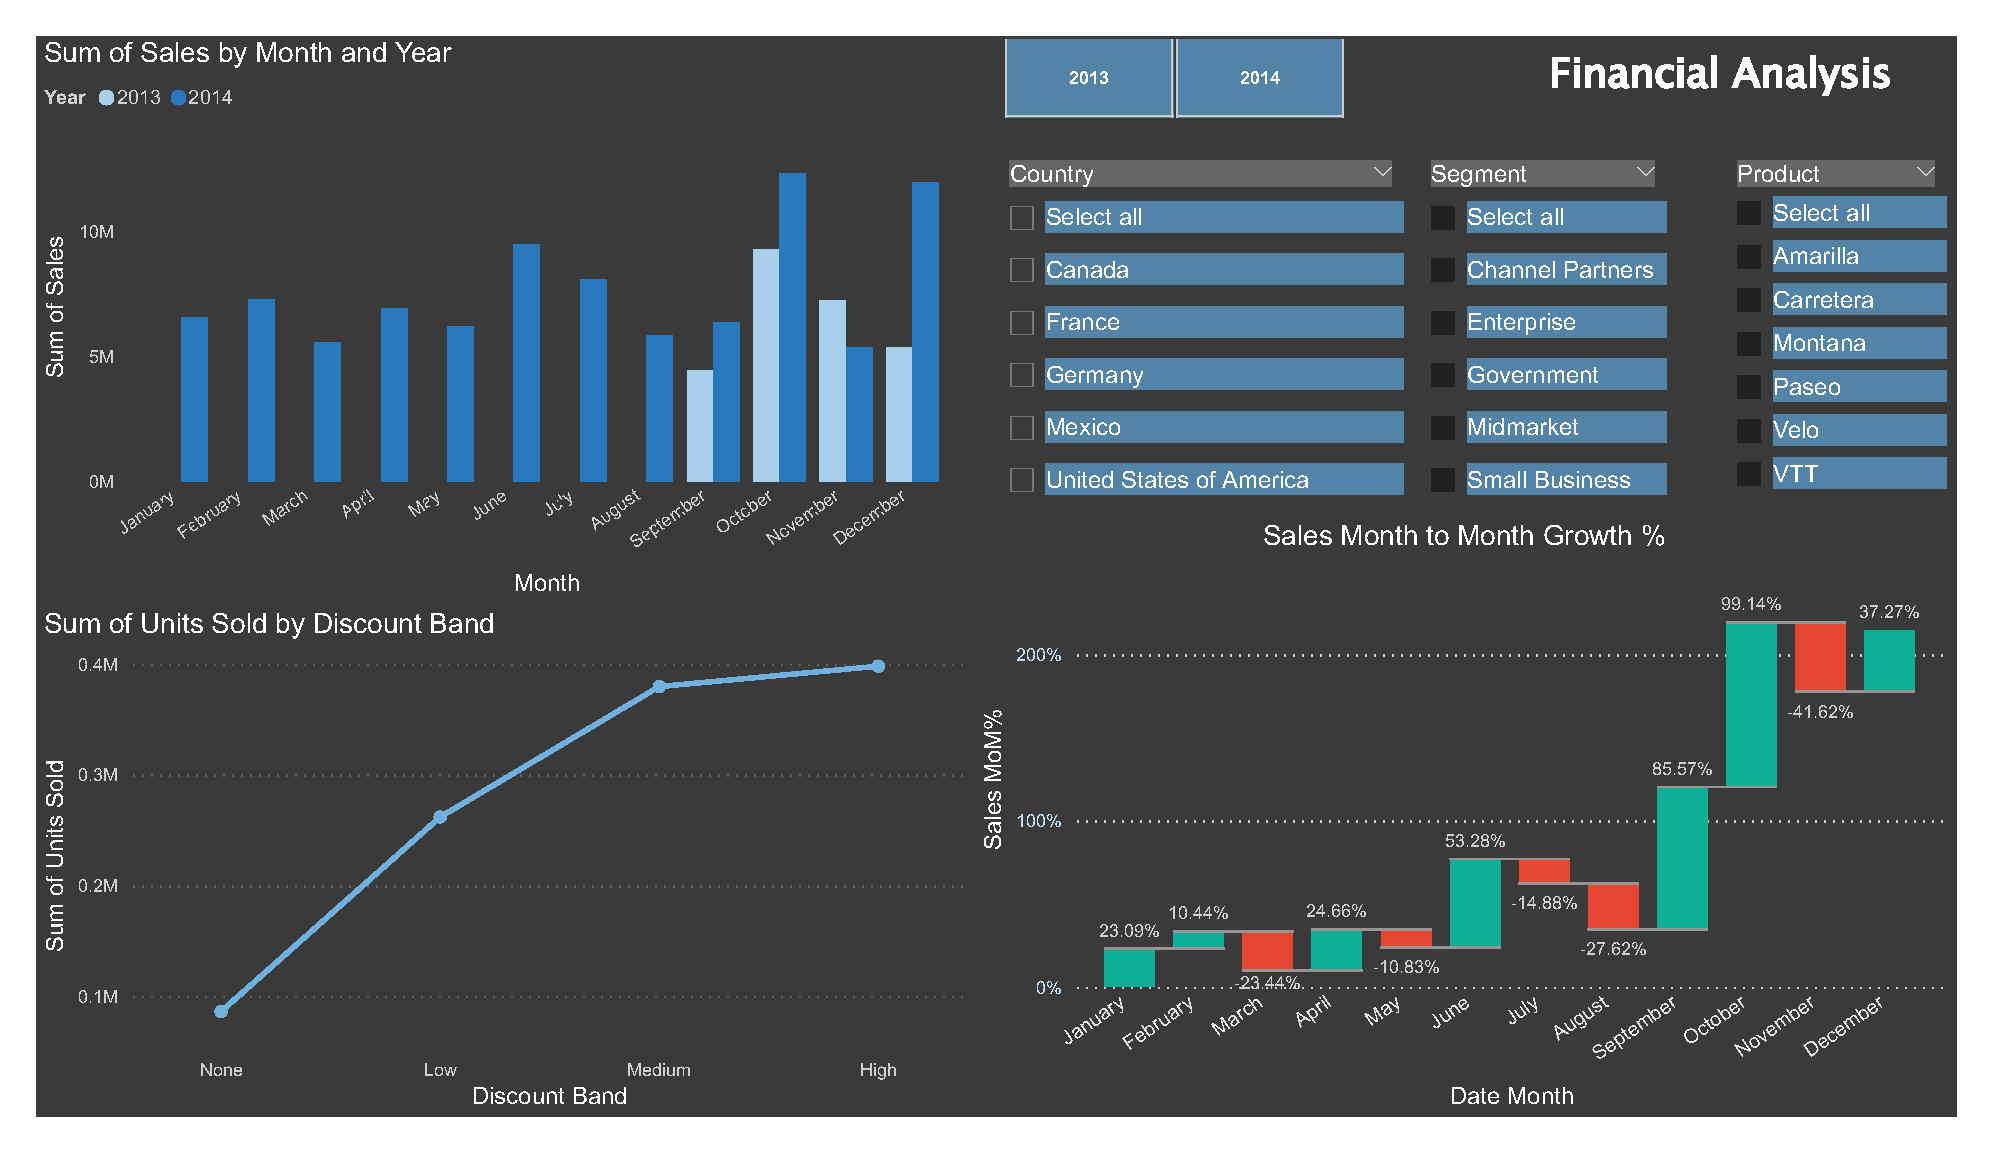 Sum of Sales by Month and Year
Year 2013 2014
10M
5M
0M
Sum of Sales
January February March April May June July August September October November December
Month
2013 2014
Financial Analysis
Country
Select all
Canada
France
Germany
Mexico
United States of America
Segment
Select all
Channel Partners
Enterprise
Government
Midmarket
Small Business
Product
Select all
Amarilla
Carretera
Montana
Paseo
Velo
VTT
Sum of Units Sold by Discount Band
0.4M
0.3M
0.2M
0.1M
Sum of Units Sold
None Low Medium High
Discount Band
Sales Month to Month Growth %
200%
100%
0%
Sales MoM%
23.09%
10.44%
-23.44%
24.66%
-10.83%
53.28%
-14.88%
-27.62%
85.57%
99.14%
-41.62%
37.27%
January February March April May June July August September October November December
Date Month